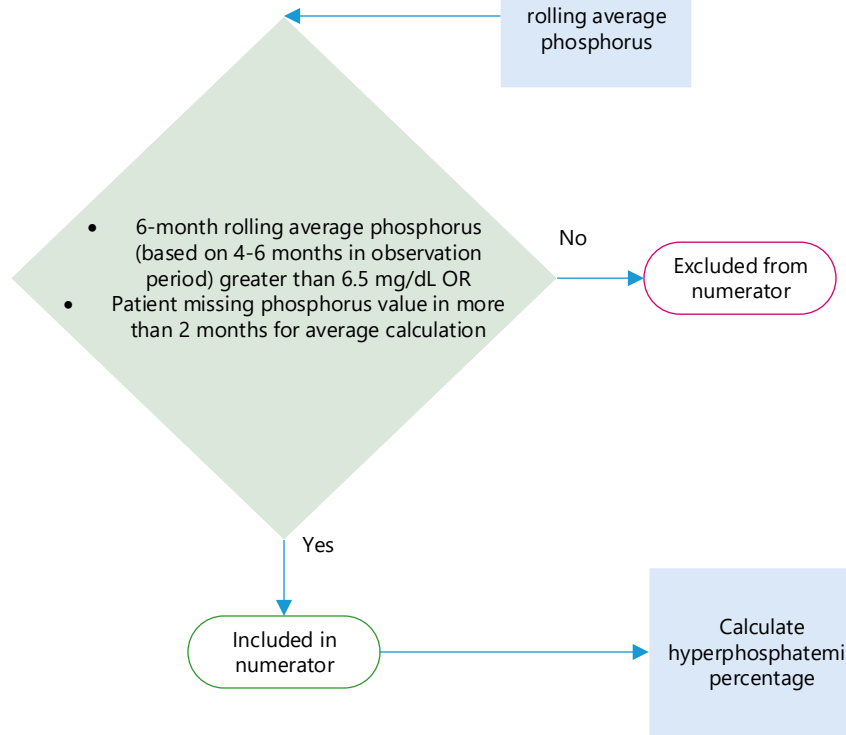 rolling average
phosphorus
• 6-month rolling average phosphorus
(based on 4-6 months in observation
period) greater than 6.5 mg/dL OR
• Patient missing phosphorus value in more
than 2 months for average calculation
No
Excluded from
numerator
Yes
Included in
numerator
Calculate
hyperphosphatemi
percentage